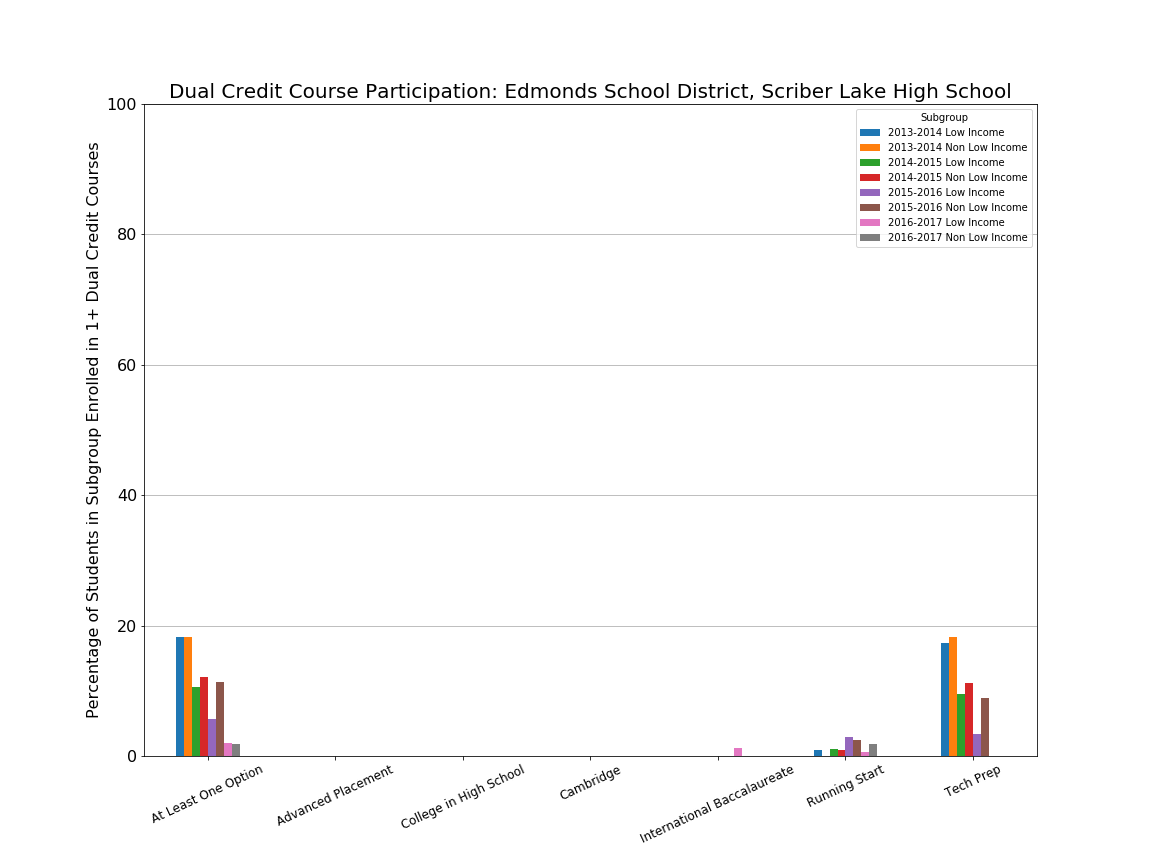 Dual Credit Course Participation: Edmonds School District, Scriber Lake High School
Percentage of Students in Subgroup Enrolled in 1+ Dual Credit Courses
100
80
60
40
20
0
Subgroup
2013-2014 Low Income
2013-2014 Non Low Income
2014-2015 Low Income
2014-2015 Non Low Income
2015-2016 Low Income
2015-2016 Non Low Income
2016-2017 Low Income
2016-2017 Non Low Income
At Least One Option
Advanced Placement
College in High School
Cambridge
International Baccalaureate
Running Start
Tech Prep